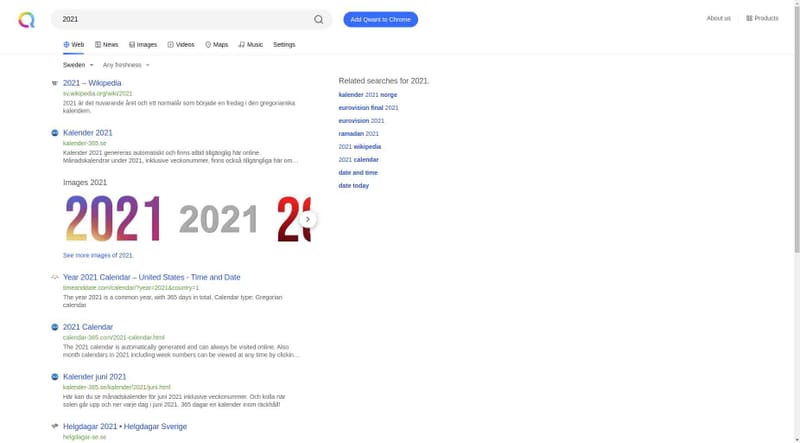 2021
Add Qwant to Chrome
About us
Products
Web
News
Images
Videos
Maps
Music
Settings
Sweden
Any freshness
2021 – Wikipedia
sv.wikipedia.org/wiki/2021
2021 är det nuvarande året och ett normalår som började en fredag i den gregorianska
kalendern.
Kalender 2021
kalender-365.se
Kalender 2021 genereras automatiskt och finns alltid tillgänglig här online.
Månadskalendrar under 2021, inklusive veckonummer, finns också tillgängliga här om…
Images 2021
2021
2021
20
See more images of 2021.
Year 2021 Calendar – United States - Time and Date
timeanddate.com/calendar/?year=2021&country=1
The year 2021 is a common year, with 365 days in total. Calendar type: Gregorian
calendar
2021 Calendar
calendar-365.com/2021-calendar.html
The 2021 calendar is automatically generated and can always be visited online. Also
month calendars in 2021 including week numbers can be viewed at any time by clickin…
Kalender juni 2021
kalender-365.se/kalender/2021/juni.html
Här kan du se månadskalender för juni 2021 inklusive veckonummer. Och kolla när
solen går upp och ner varje dag i juni 2021. 365 dagar en kalender inom räckhåll!
Helgdagar 2021 • Helgdagar Sverige
helgdagar-se.se
Related searches for 2021.
kalender 2021 norge
eurovision final 2021
eurovision 2021
ramadan 2021
2021 wikipedia
2021 calendar
date and time
date today